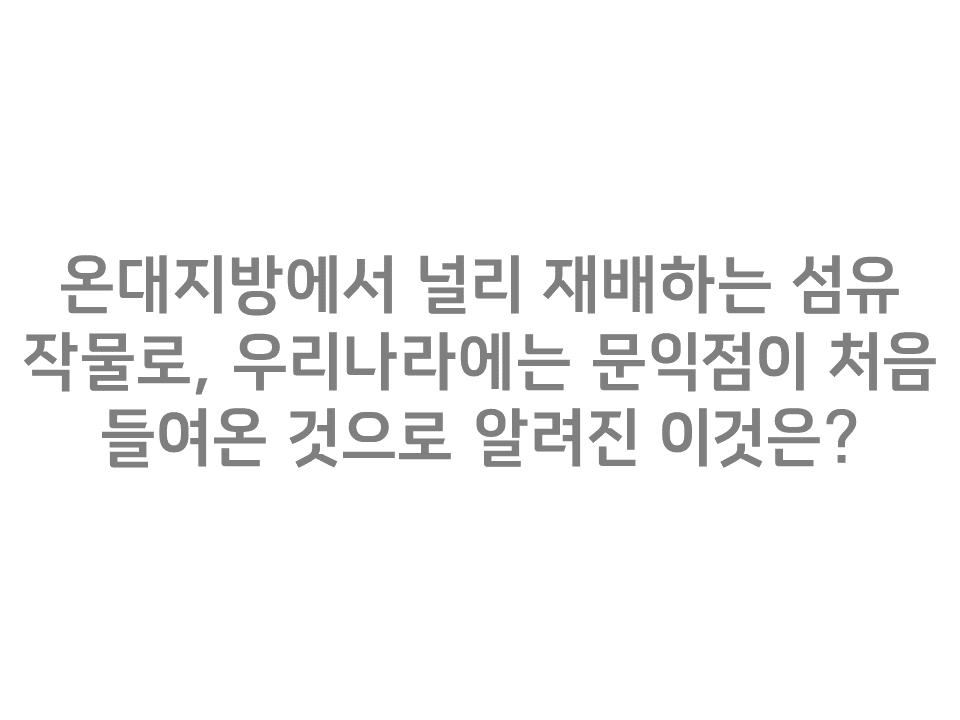 온대지방에서 널리 재배하는 섬유
작물로, 우리나라에는 문익점이 처음
들여온 것으로 알려진 이것은?